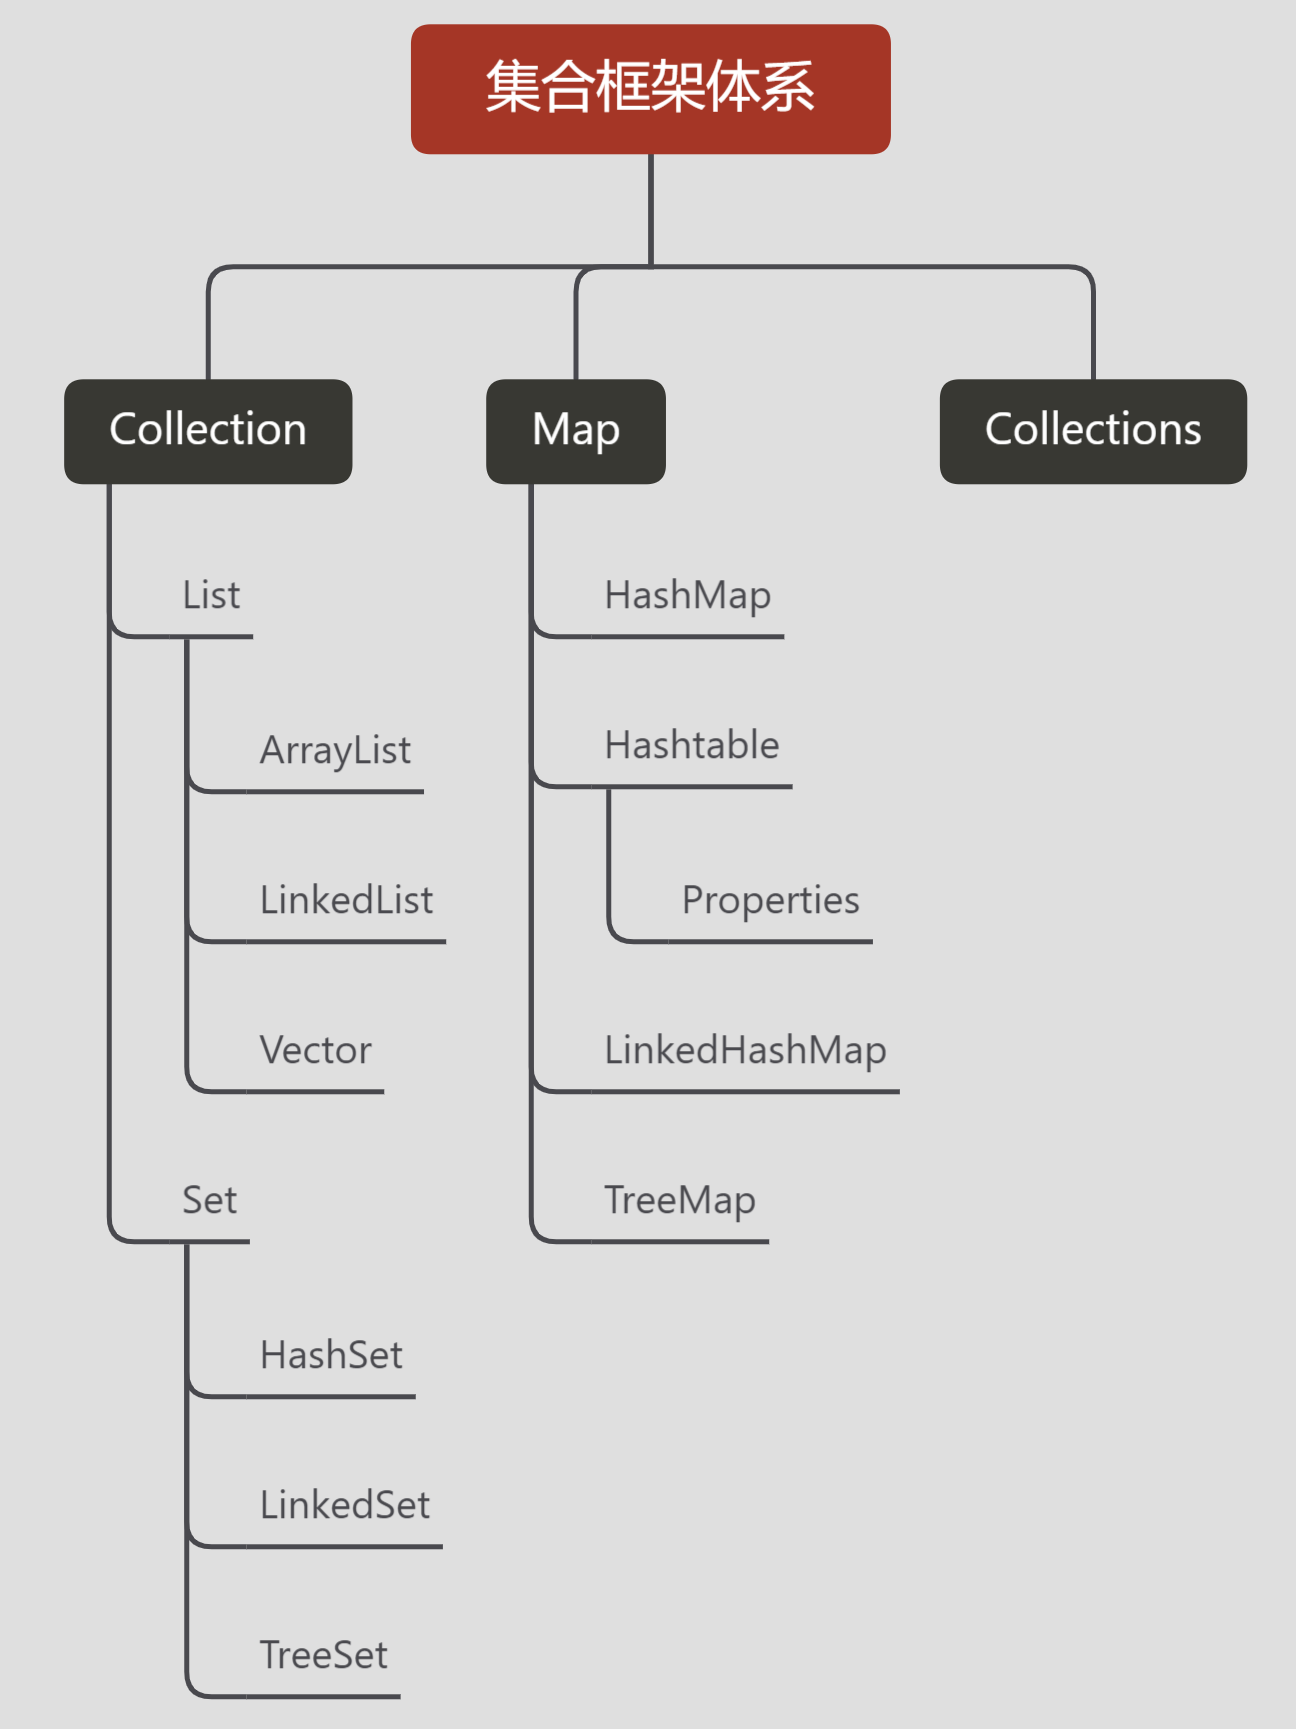 集合框架体系
Collection
Map
Collections
List
ArrayList
LinkedList
Vector
Set
HashSet
LinkedSet
TreeSet
HashMap
Hashtable
Properties
LinkedHashMap
TreeMap